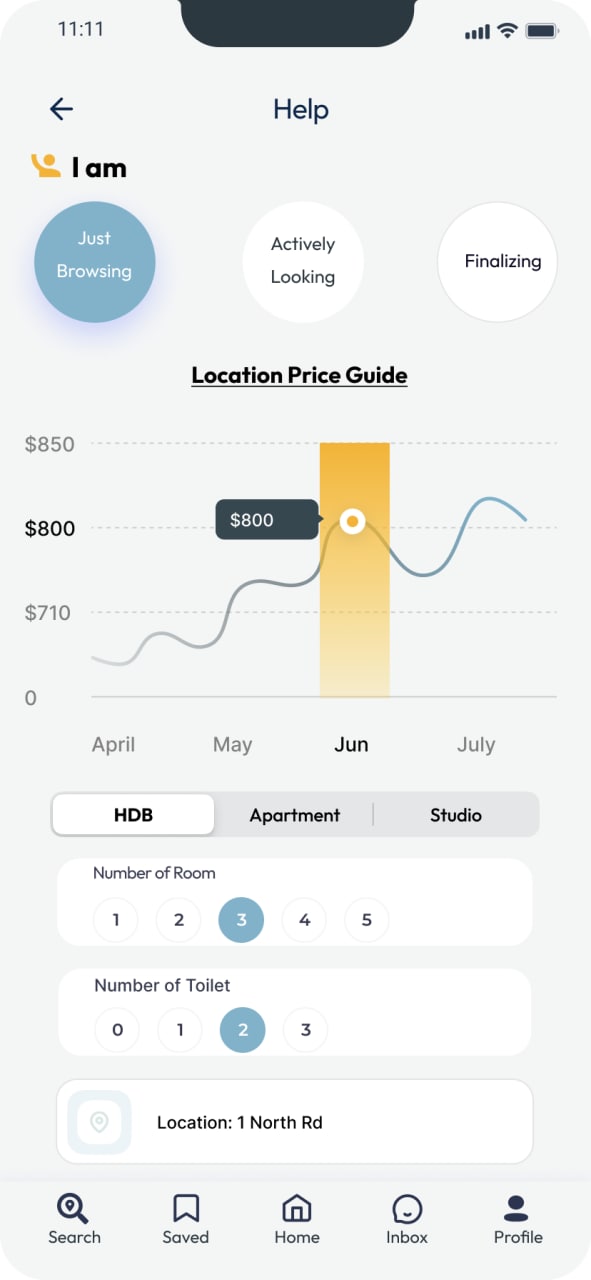 11:11
Help
I am
Just
Browsing
Actively
Looking
Finalizing
Location Price Guide
$850
$800
$800
$710
0
April May Jun July
HDB Apartment Studio
Number of Room
1 2 3 4 5
Number of Toilet
0 1 2 3
Location: 1 North Rd
Search Saved Home Inbox Profile